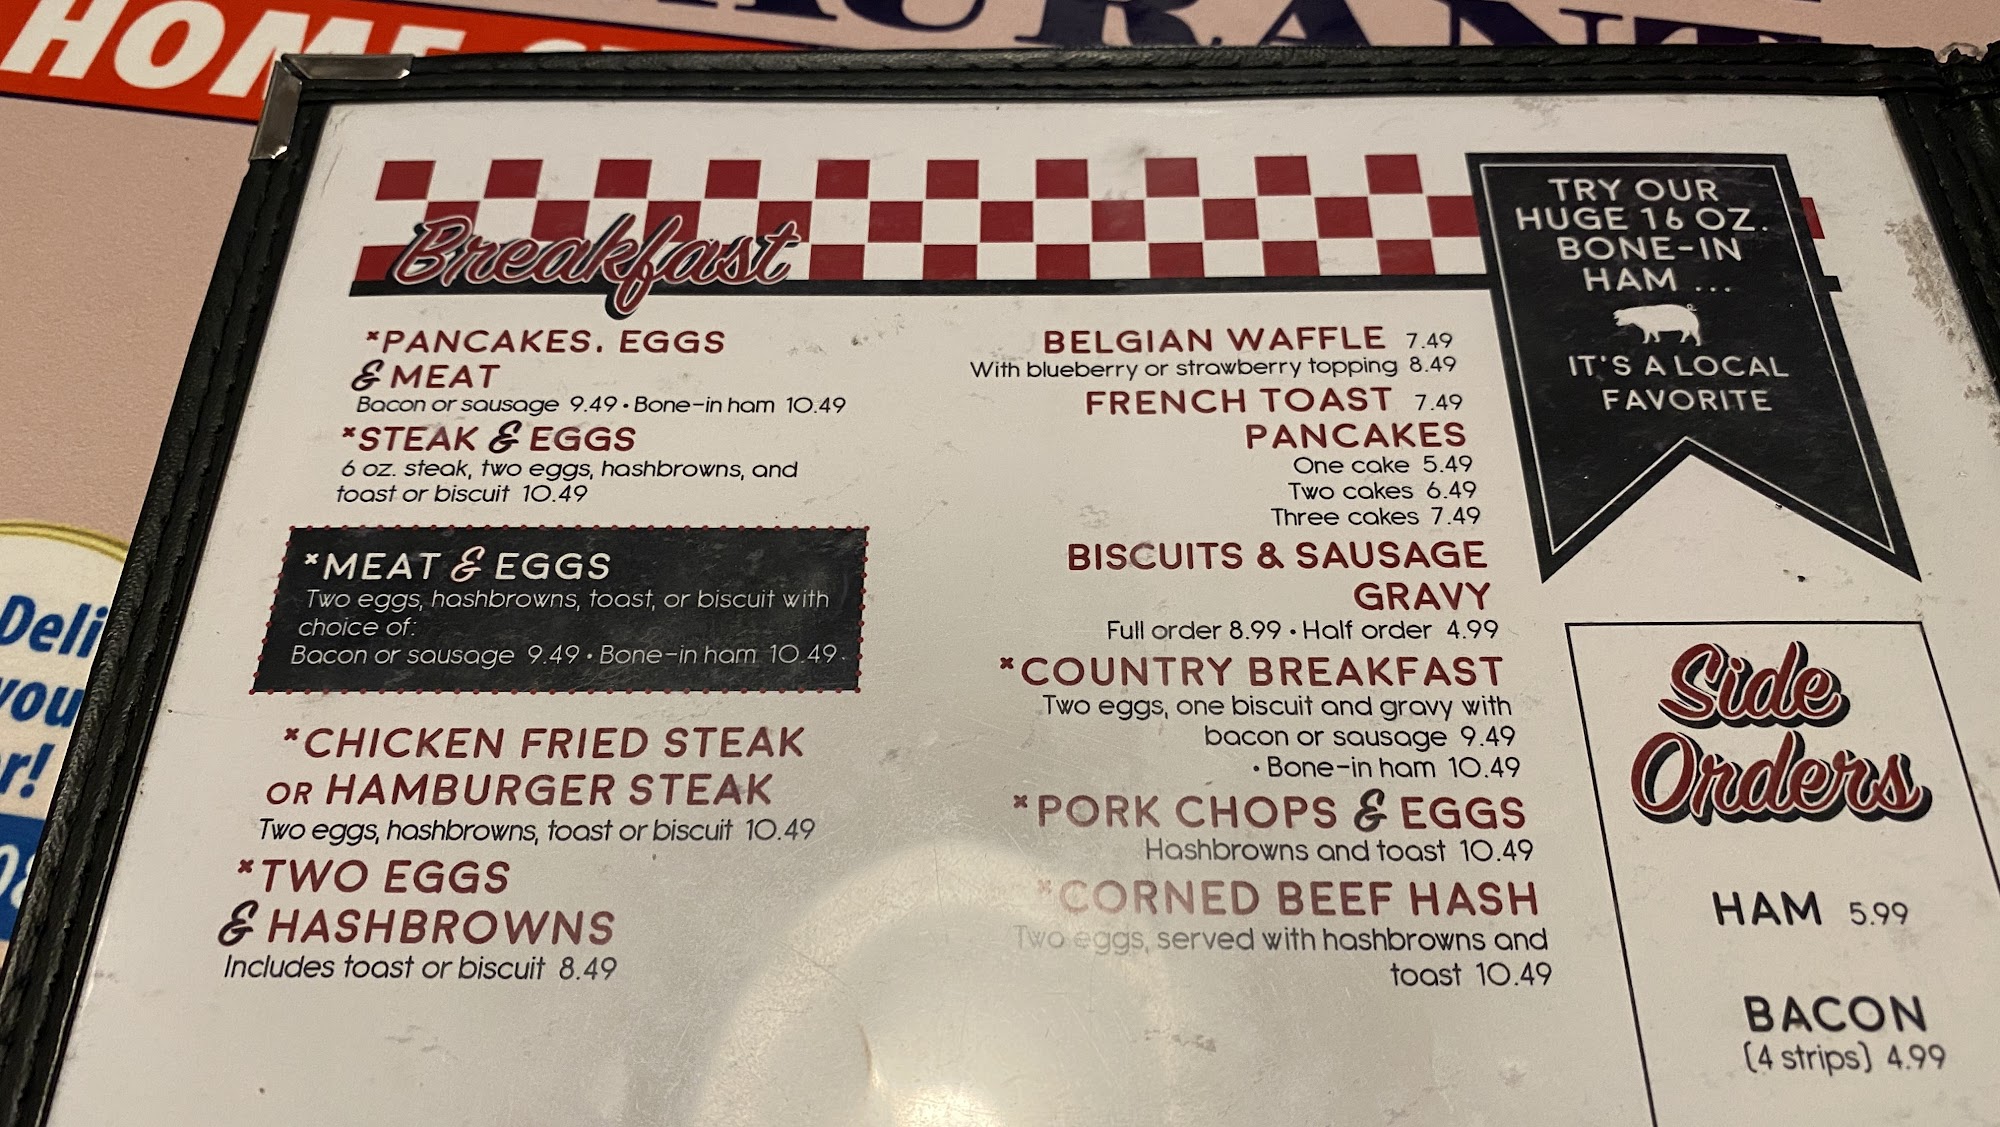 Breakfast
*PANCAKES, EGGS
& MEAT
Bacon or sausage 9.49 • Bone-in ham 10.49
*STEAK & EGGS
6 oz. steak, two eggs, hashbrowns, and
toast or biscuit 10.49
*MEAT & EGGS
Two eggs, hashbrowns, toast, or biscuit with
choice of:
Bacon or sausage 9.49 • Bone-in ham 10.49
*CHICKEN FRIED STEAK
OR HAMBURGER STEAK
Two eggs, hashbrowns, toast or biscuit 10.49
*TWO EGGS
& HASHBROWNS
Includes toast or biscuit 8.49
BELGIAN WAFFLE 7.49
With blueberry or strawberry topping 8.49
FRENCH TOAST 7.49
PANCAKES
One cake 5.49
Two cakes 6.49
Three cakes 7.49
BISCUITS & SAUSAGE
GRAVY
Full order 8.99 • Half order 4.99
*COUNTRY BREAKFAST
Two eggs, one biscuit and gravy with
bacon or sausage 9.49
• Bone-in ham 10.49
*PORK CHOPS & EGGS
Hashbrowns and toast 10.49
*CORNED BEEF HASH
Two eggs, served with hashbrowns and
toast 10.49
TRY OUR
HUGE 16 OZ.
BONE-IN
HAM ...
IT'S A LOCAL
FAVORITE
Side
Orders
HAM 5.99
BACON
(4 strips) 4.99